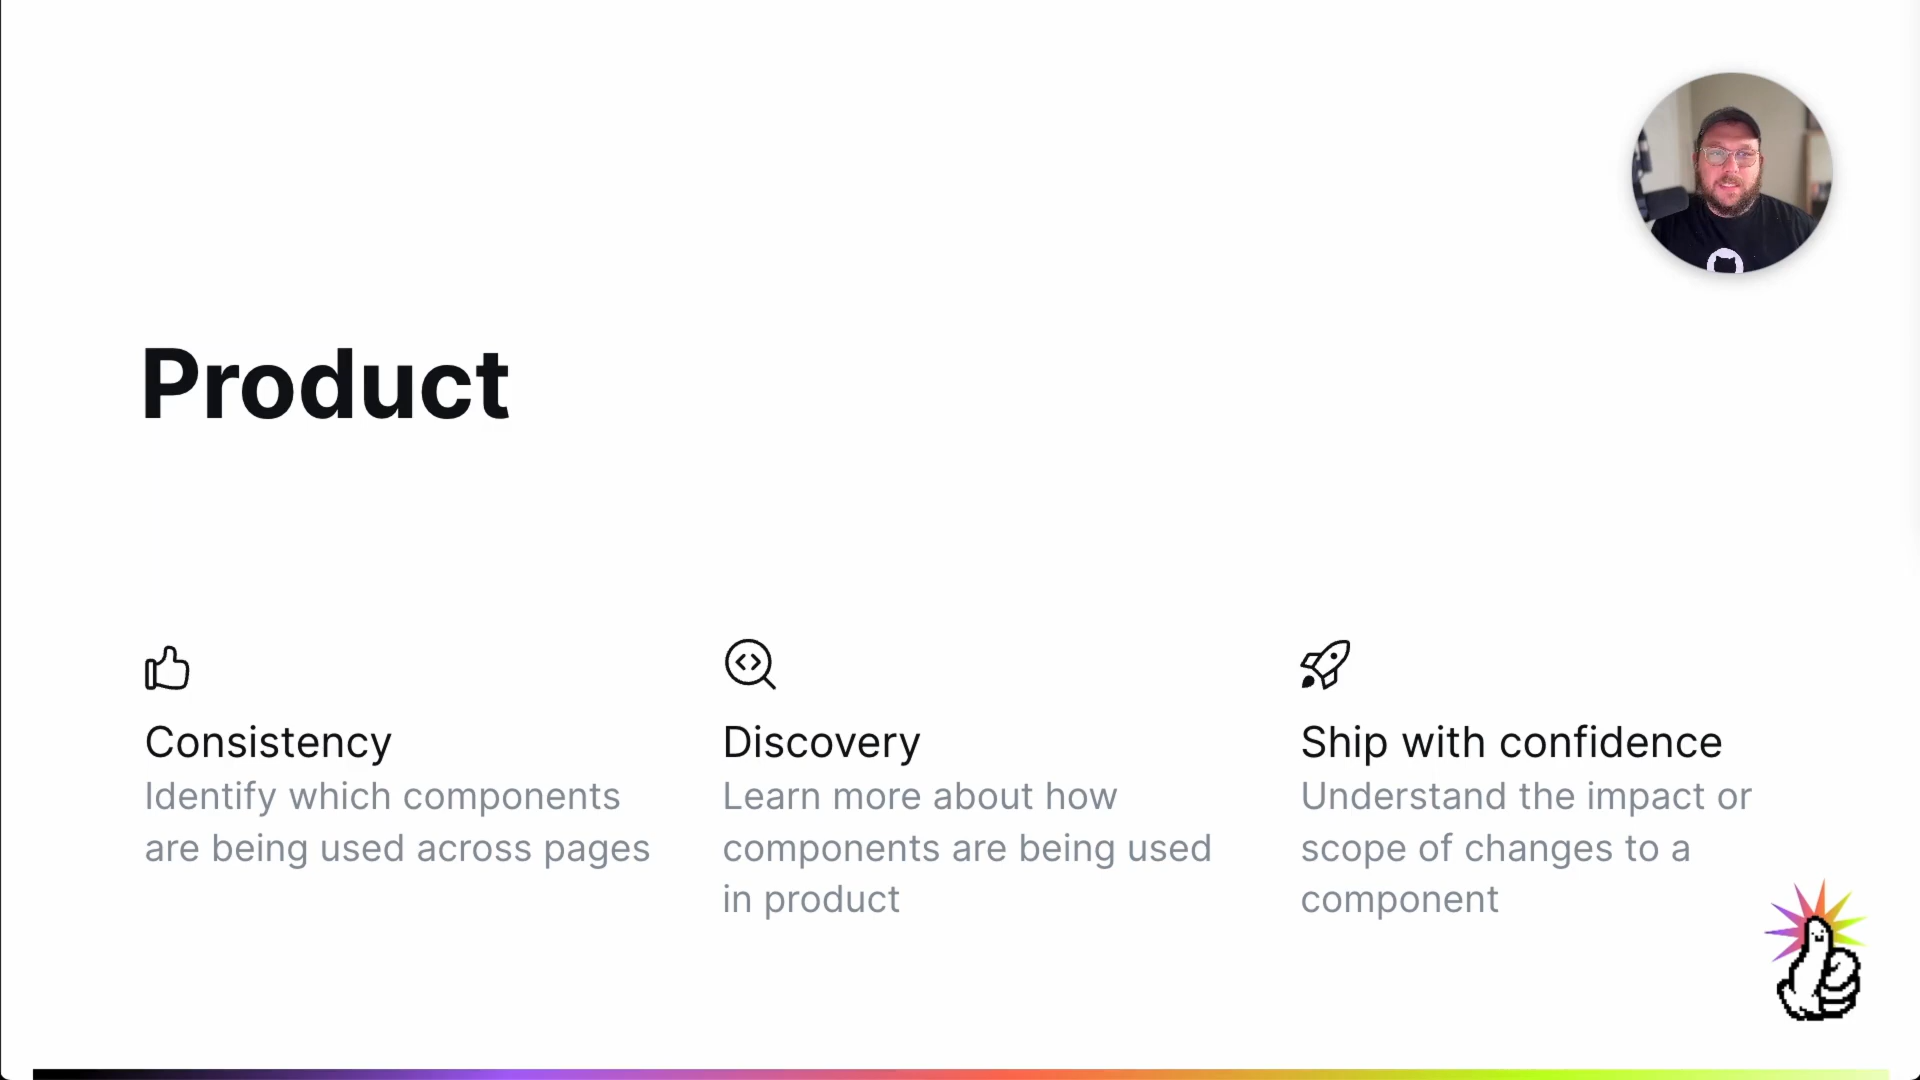 Product
Consistency
Identify which components
are being used across pages
Discovery
Learn more about how
components are being used
in product
Ship with confidence
Understand the impact or
scope of changes to a
component